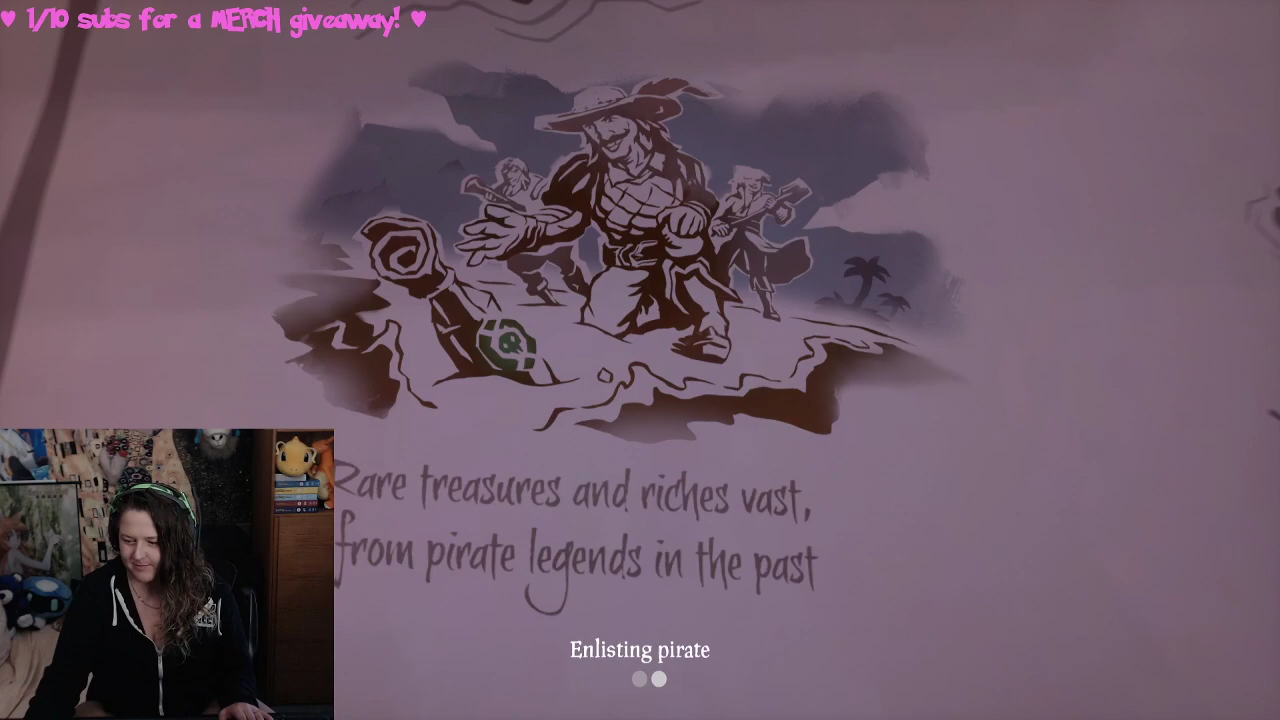 ♥ 1/10 subs for a MERCH giveaway! ♥
Rare treasures and riches vast,
from pirate legends in the past
Enlisting pirate